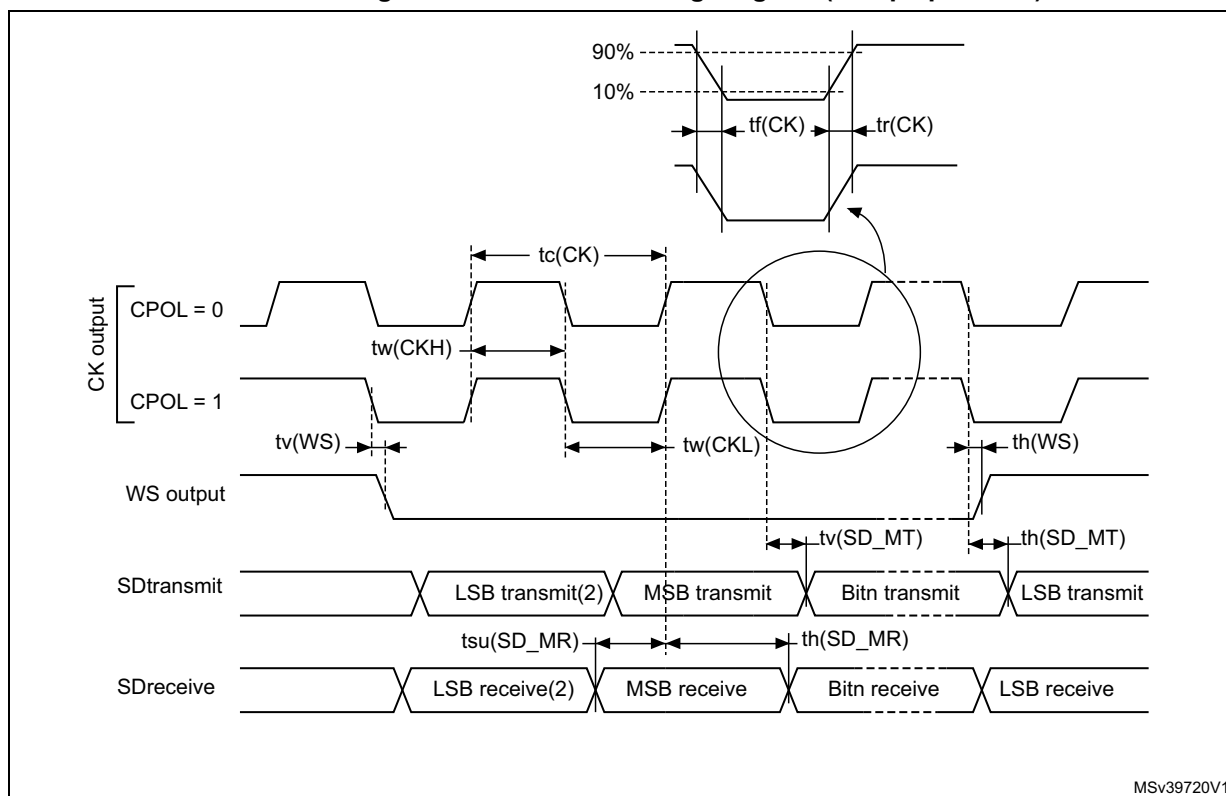 90%
10%
tf(CK)
tr(CK)
tc(CK)
CK output
CPOL = 0
tw(CKH)
CPOL = 1
tv(WS)
tw(CKL)
th(WS)
WS output
tv(SD_MT)
th(SD_MT)
SDtransmit
LSB transmit(2)
MSB transmit
Bitn transmit
LSB transmit
tsu(SD_MR)
th(SD_MR)
SDreceive
LSB receive(2)
MSB receive
Bitn receive
LSB receive
MSv39720V1